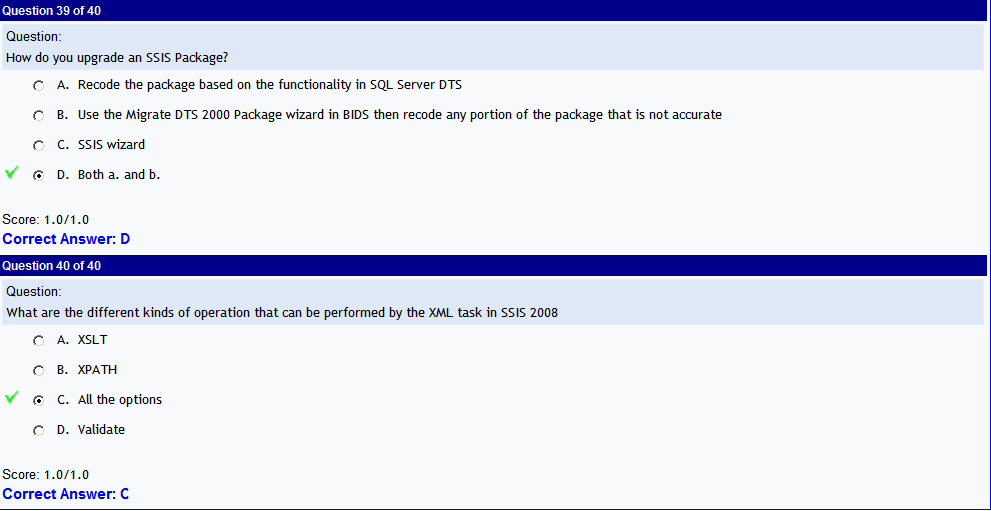 Question 39 of 40
Question:
How do you upgrade an SSIS Package?
A. Recode the package based on the functionality in SQL Server DTS
B. Use the Migrate DTS 2000 Package wizard in BIDS then recode any portion of the package that is not accurate
C. SSIS wizard
D. Both a. and b.
Score: 1.0/1.0
Correct Answer: D
Question 40 of 40
Question:
What are the different kinds of operation that can be performed by the XML task in SSIS 2008
A. XSLT
B. XPATH
C. All the options
D. Validate
Score: 1.0/1.0
Correct Answer: C